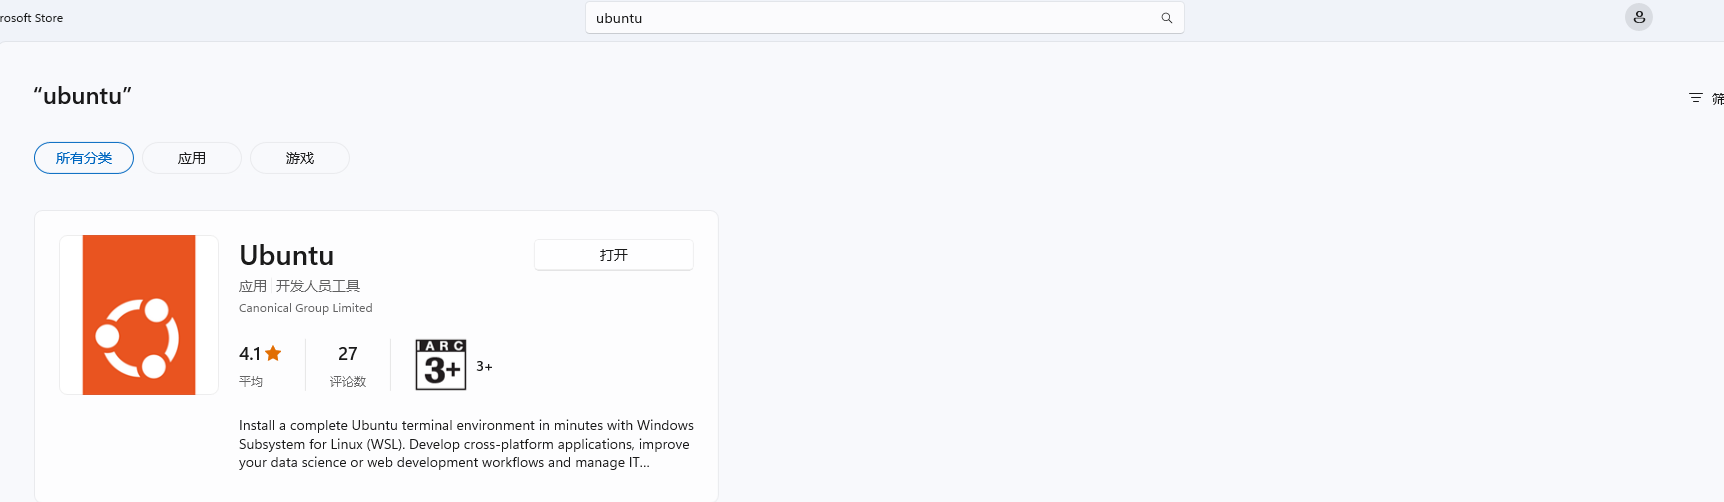 rosoft Store
ubuntu
“ubuntu”
筛
所有分类
应用
游戏
Ubuntu
打开
应用
开发人员工具
Canonical Group Limited
4.1
27
IARC
3+
3+
平均
评论数
Install a complete Ubuntu terminal environment in minutes with Windows
Subsystem for Linux (WSL). Develop cross-platform applications, improve
your data science or web development workflows and manage IT...